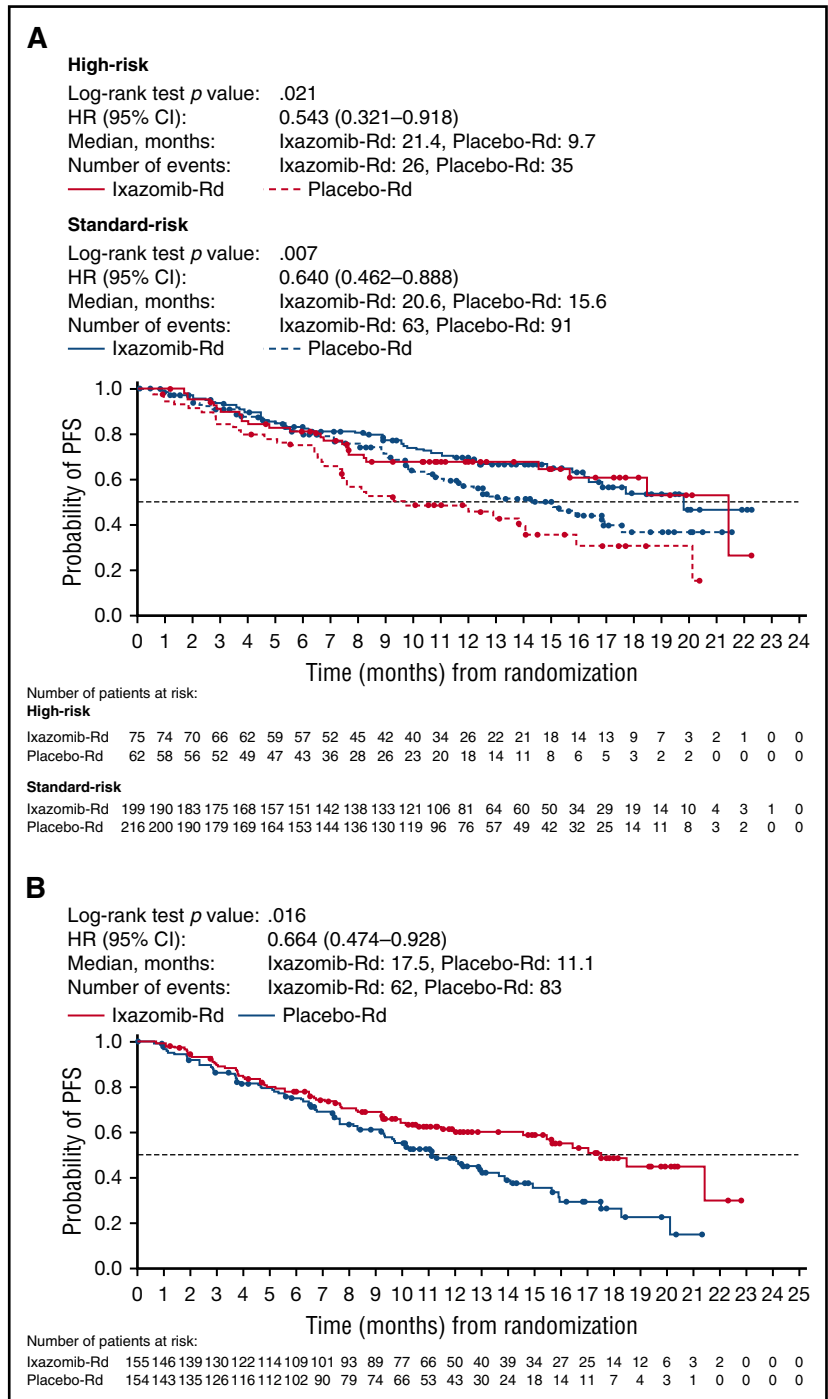 A
High-risk
Log-rank test p value: .021
HR (95% CI): 0.543 (0.321–0.918)
Median, months: Ixazomib-Rd: 21.4, Placebo-Rd: 9.7
Number of events: Ixazomib-Rd: 26, Placebo-Rd: 35
Ixazomib-Rd Placebo-Rd
Standard-risk
Log-rank test p value: .007
HR (95% CI): 0.640 (0.462–0.888)
Median, months: Ixazomib-Rd: 20.6, Placebo-Rd: 15.6
Number of events: Ixazomib-Rd: 63, Placebo-Rd: 91
Ixazomib-Rd Placebo-Rd
Probability of PFS
1.0
0.8
0.6
0.4
0.2
0.0
0 1 2 3 4 5 6 7 8 9 10 11 12 13 14 15 16 17 18 19 20 21 22 23 24
Time (months) from randomization
Number of patients at risk:
High-risk
Ixazomib-Rd 75 74 70 66 62 59 57 52 45 42 40 34 26 22 21 18 14 13 9 7 3 2 1 0 0
Placebo-Rd 62 58 56 52 49 47 43 36 28 26 23 20 18 14 11 8 6 5 3 2 2 0 0 0 0
Standard-risk
Ixazomib-Rd 199 190 183 175 168 157 151 142 138 133 121 106 81 64 60 50 34 29 19 14 10 4 3 1 0
Placebo-Rd 216 200 190 179 169 164 153 144 136 130 119 96 76 57 49 42 32 25 14 11 8 3 2 0 0
B
Log-rank test p value: .016
HR (95% CI): 0.664 (0.474–0.928)
Median, months: Ixazomib-Rd: 17.5, Placebo-Rd: 11.1
Number of events: Ixazomib-Rd: 62, Placebo-Rd: 83
Ixazomib-Rd Placebo-Rd
Probability of PFS
1.0
0.8
0.6
0.4
0.2
0.0
0 1 2 3 4 5 6 7 8 9 10 11 12 13 14 15 16 17 18 19 20 21 22 23 24 25
Time (months) from randomization
Number of patients at risk:
Ixazomib-Rd 155 146 139 130 122 114 109 101 93 89 77 66 50 40 39 34 27 25 14 12 6 3 2 0 0 0
Placebo-Rd 154 143 135 126 116 112 102 90 79 74 66 53 43 30 24 18 14 11 7 4 3 1 0 0 0 0